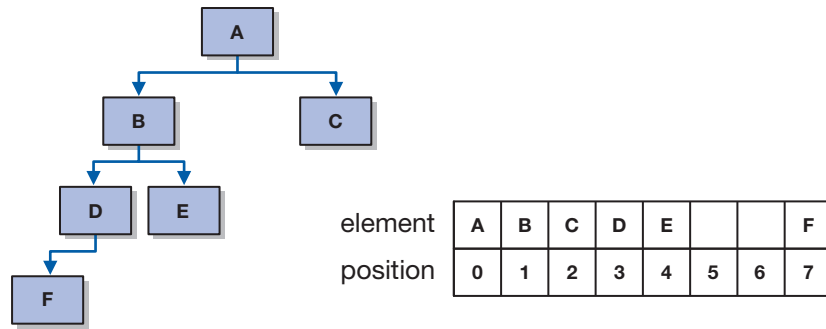 A
B
C
D
E
F
element A B C D E F
position 0 1 2 3 4 5 6 7